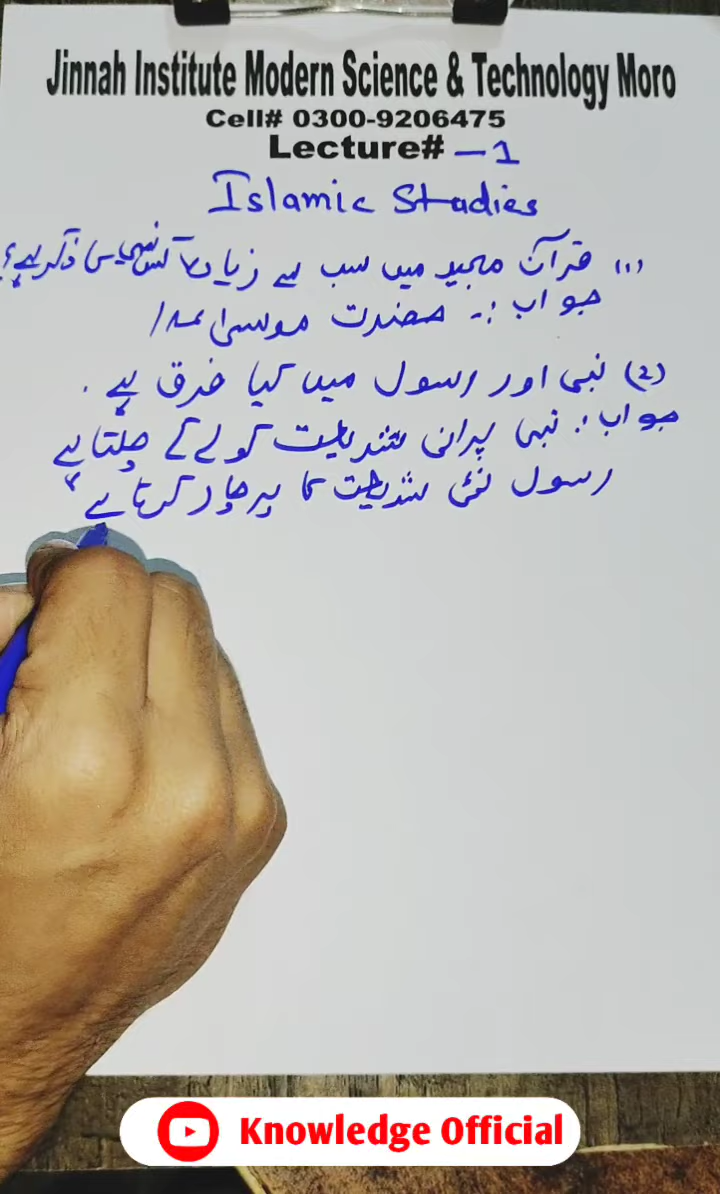 Jinnah Institute Modern Science & Technology Moro
Cell# 0300-9206475
Lecture# -1
Islamic Studies
(1) قرآن مجید میں سب سے زیادہ کس نبی کا ذکر ہے؟
جواب:۔ حضرت موسیٰ
(2) نبی اور رسول میں کیا فرق ہے۔
جواب:۔ نبی پرانی شریعت کو لے کے چلتا ہے
رسول نئی شریعت کا پرچار کرتا ہے
Knowledge Official